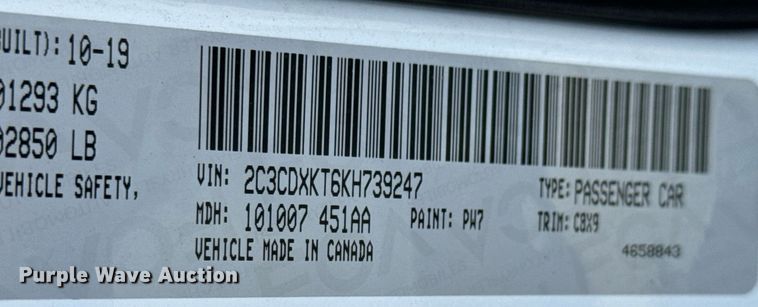 UILT): 10-19
01293 KG
02850 LB
VEHICLE SAFETY,
VIN: 2C3CDXKT6KH739247
TYPE: PASSENGER CAR
MDH: 101007 451AA
PAINT: PW7
TRIM: C8X9
VEHICLE MADE IN CANADA
4658843
Purple Wave Auction